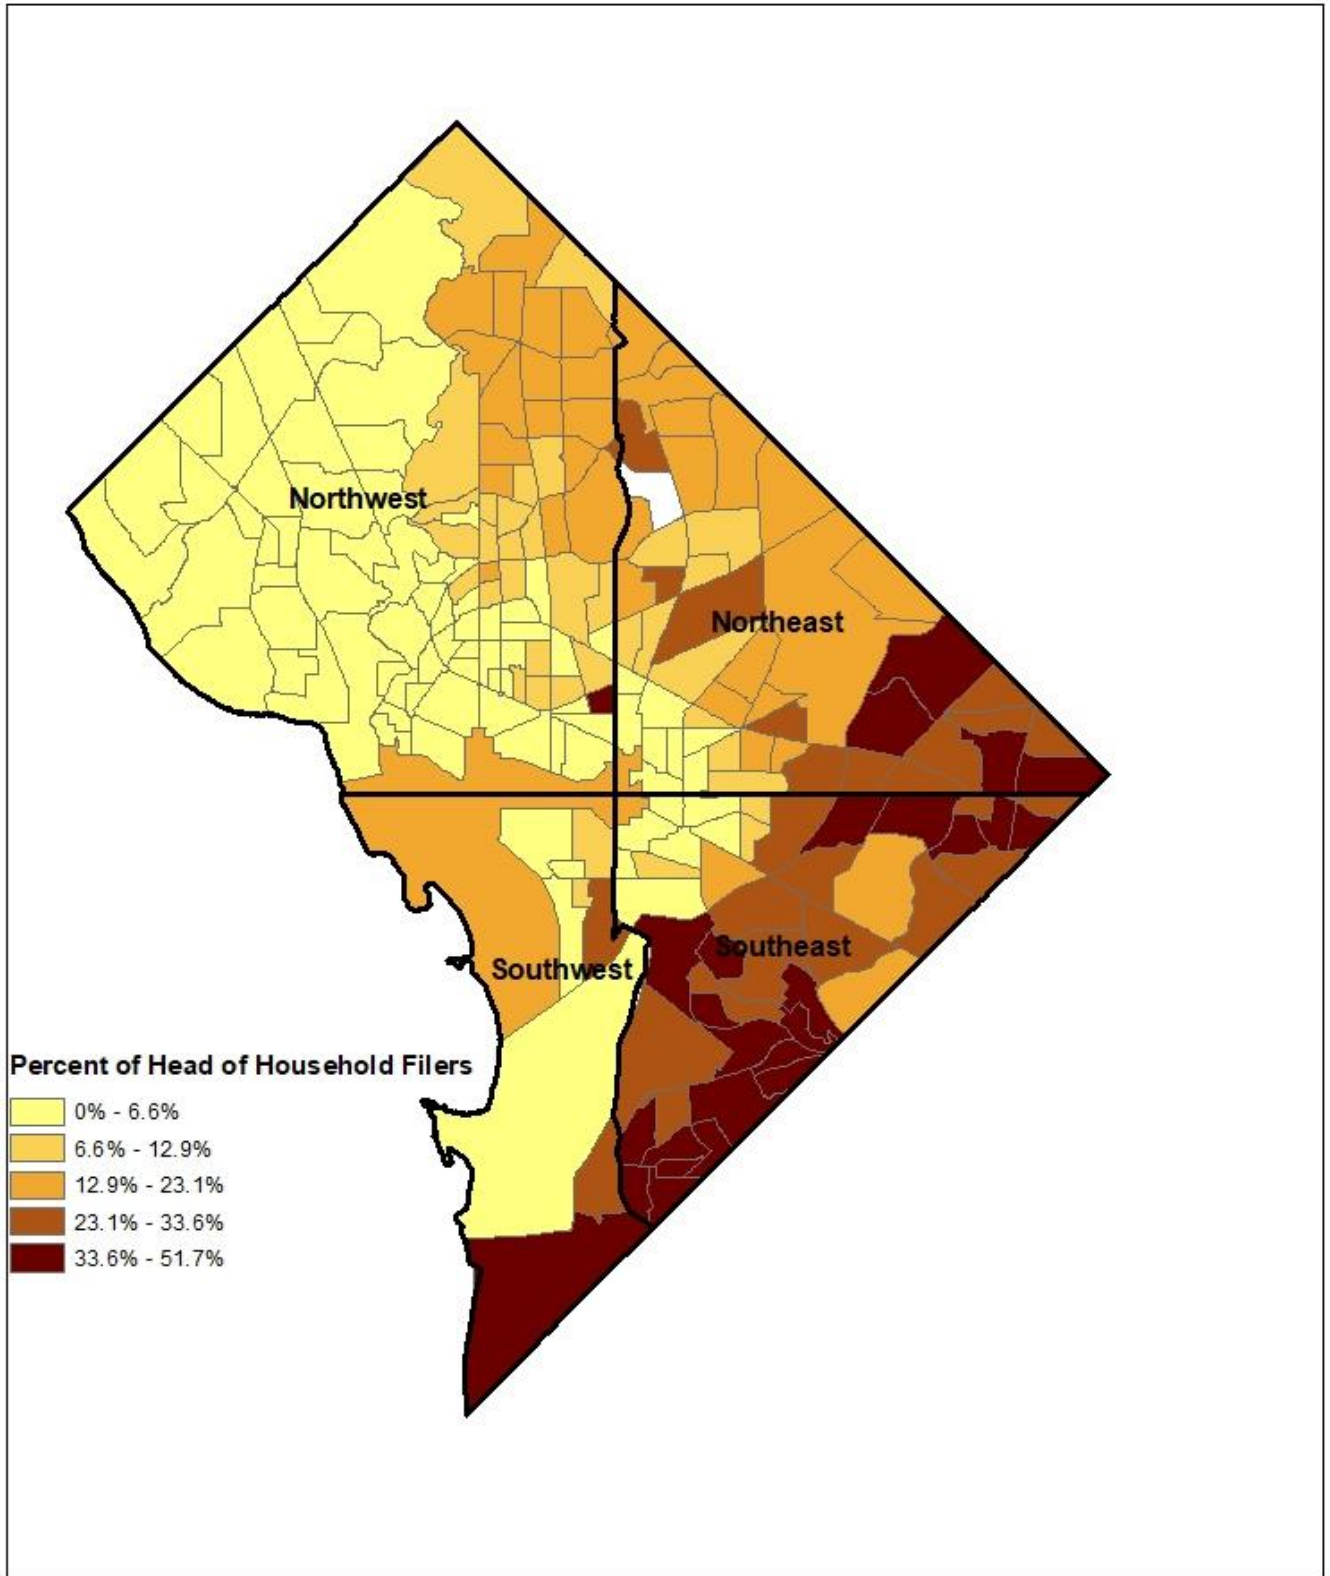 Northwest
Northeast
Southeast
Southwest
Percent of Head of Household Filers
0% - 6.6%
6.6% - 12.9%
12.9% - 23.1%
23.1% - 33.6%
33.6% - 51.7%